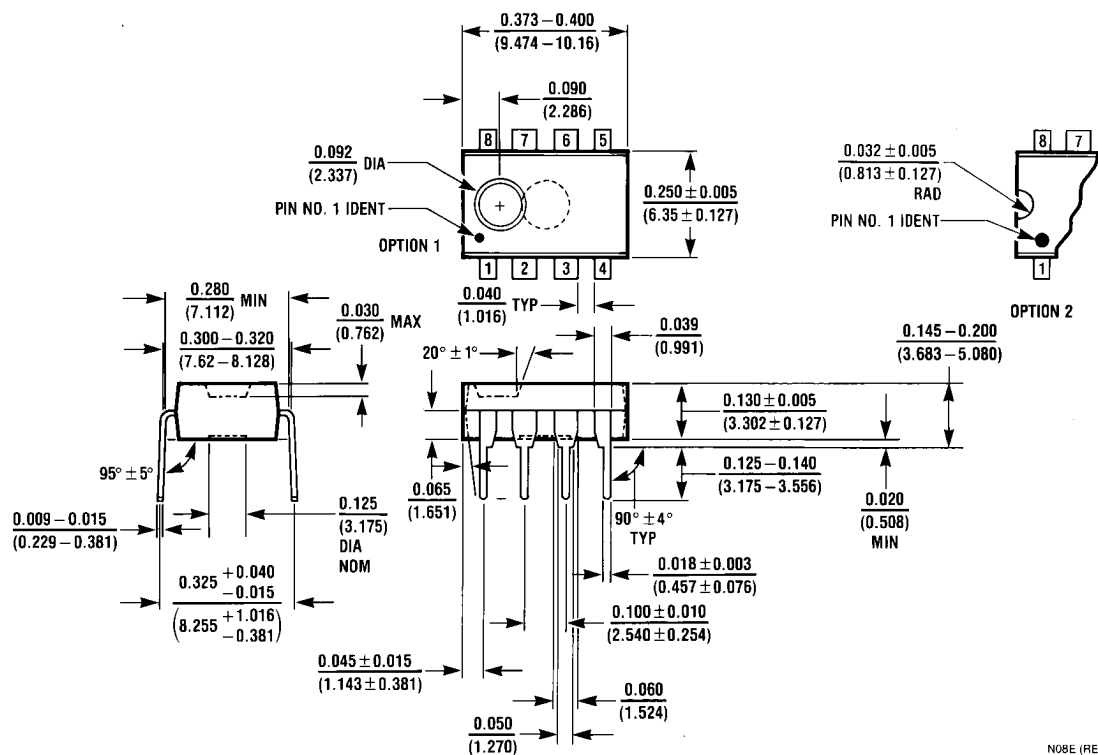 0.373 – 0.400
(9.474 – 10.16)
0.090
(2.286)
8 7 6 5
0.092 DIA
(2.337)
PIN NO. 1 IDENT
OPTION 1
0.250 ± 0.005
(6.35 ± 0.127)
1 2 3 4
0.032 ± 0.005
(0.813 ± 0.127)
RAD
PIN NO. 1 IDENT
8 7
1
OPTION 2
0.280 MIN
(7.112)
0.300 – 0.320
(7.62 – 8.128)
0.030 MAX
(0.762)
0.040 TYP
(1.016)
20° ± 1°
0.039
(0.991)
0.145 – 0.200
(3.683 – 5.080)
0.130 ± 0.005
(3.302 ± 0.127)
0.125 – 0.140
(3.175 – 3.556)
0.020
(0.508)
MIN
95° ± 5°
0.009 – 0.015
(0.229 – 0.381)
0.125
(3.175)
DIA
NOM
0.065
(1.651)
90° ± 4°
TYP
0.325 +0.040
–0.015
(8.255 +1.016
–0.381)
0.018 ± 0.003
(0.457 ± 0.076)
0.100 ± 0.010
(2.540 ± 0.254)
0.045 ± 0.015
(1.143 ± 0.381)
0.060
(1.524)
0.050
(1.270)
N08E (RE